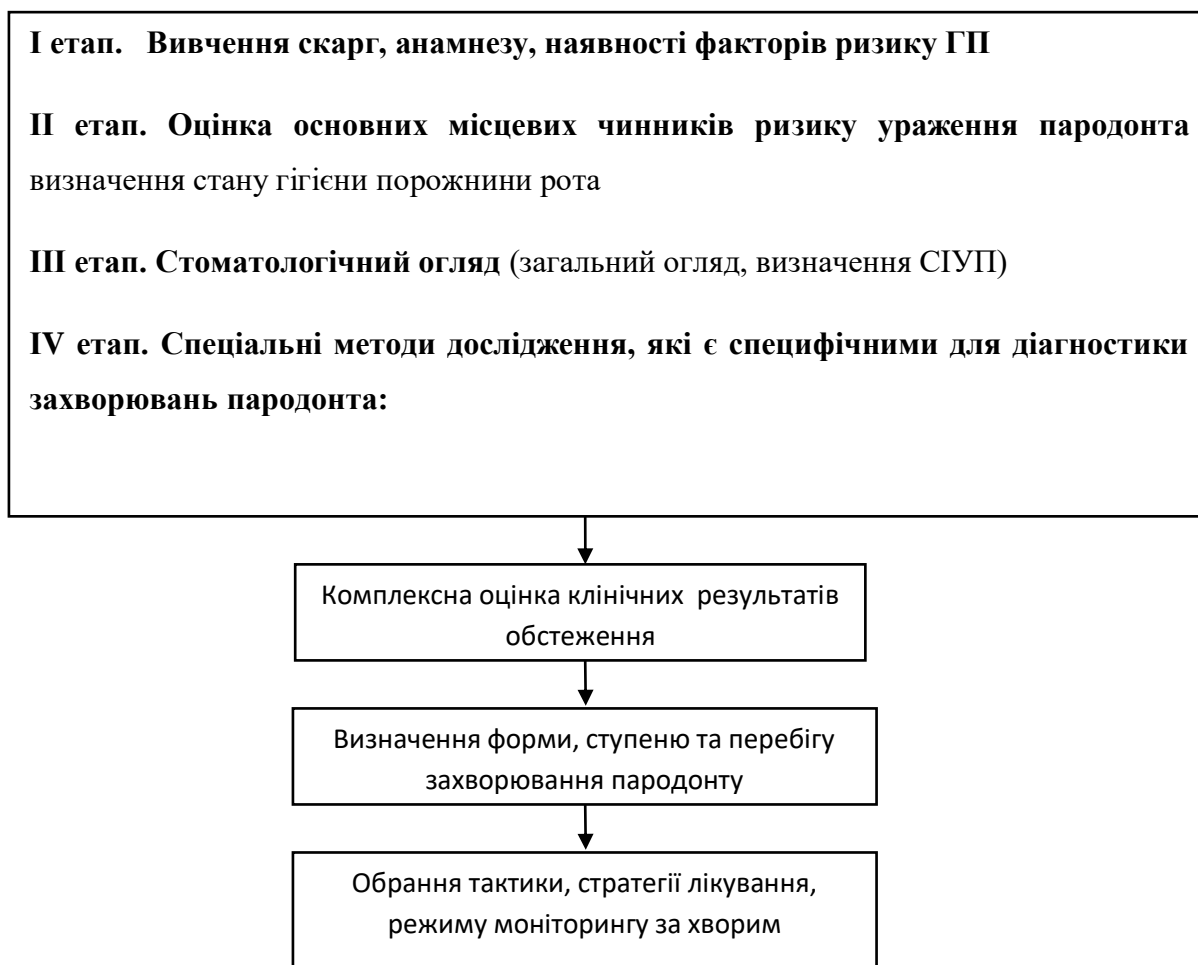 І етап. Вивчення скарг, анамнезу, наявності факторів ризику ГП
ІІ етап. Оцінка основних місцевих чинників ризику ураження пародонта
визначення стану гігієни порожнини рота
ІІІ етап. Стоматологічний огляд (загальний огляд, визначення СІУП)
IV етап. Спеціальні методи дослідження, які є специфічними для діагностики
захворювань пародонта:
Комплексна оцінка клінічних результатів
обстеження
Визначення форми, ступеню та перебігу
захворювання пародонту
Обрання тактики, стратегії лікування,
режиму моніторингу за хворим